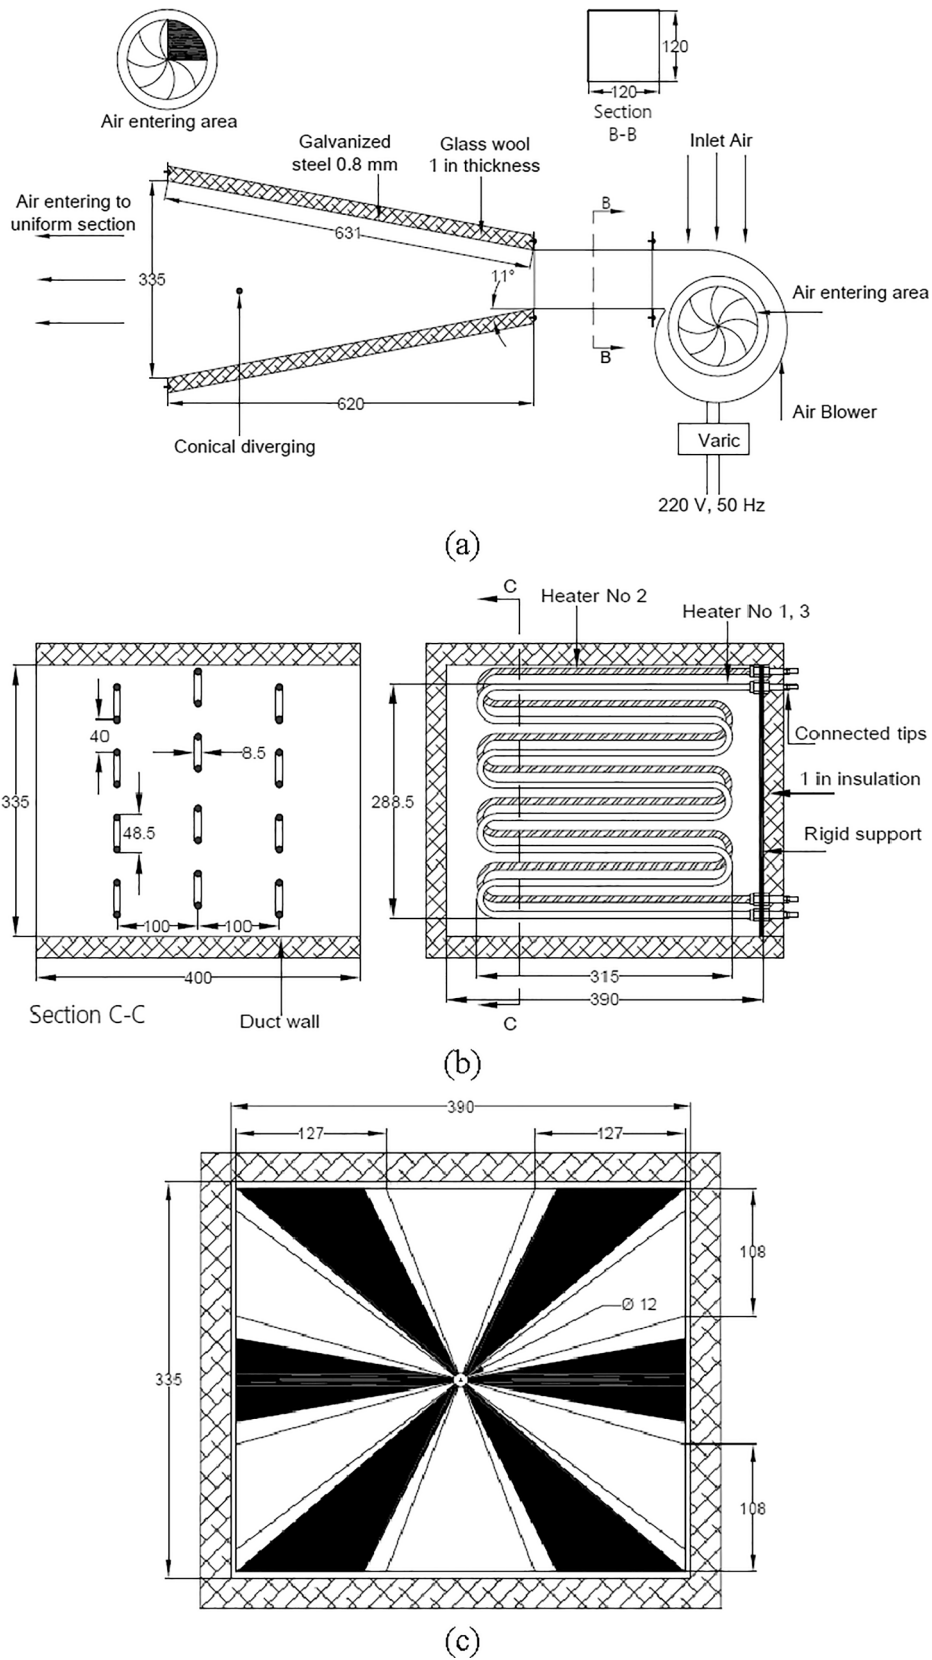 Air entering area
120
120
Section
B-B
Galvanized
steel 0.8 mm
Glass wool
1 in thickness
Inlet Air
Air entering to
uniform section
B
631
11°
335
Air entering area
B
620
Air Blower
Conical diverging
Varic
220 V, 50 Hz
(a)
C
Heater No 2
Heater No 1, 3
40
8.5
Connected tips
335
288.5
1 in insulation
48.5
Rigid support
100
100
400
315
390
Section C-C
Duct wall
C
(b)
390
127
127
108
Ø 12
335
108
(c)